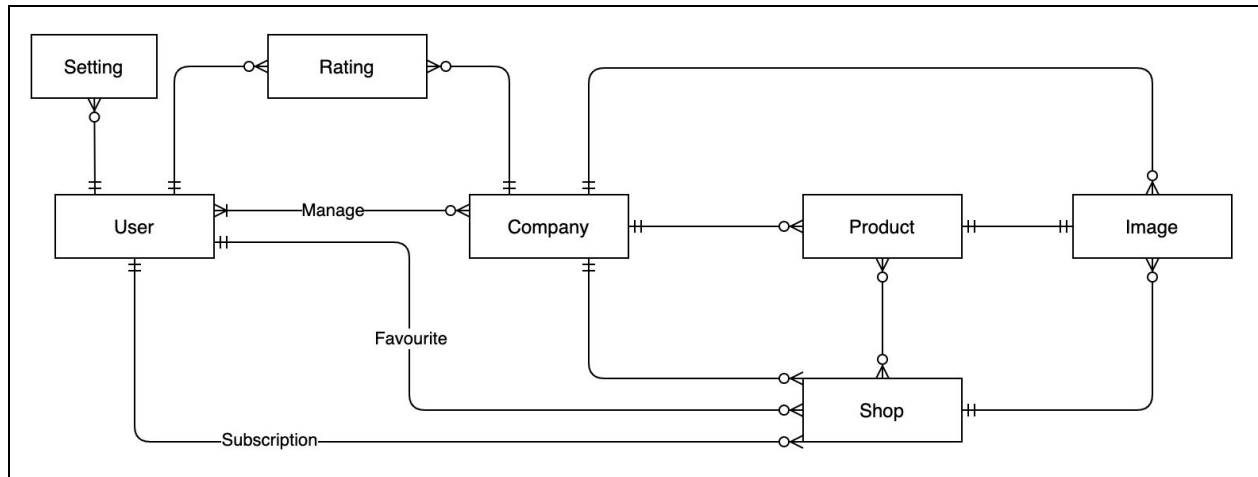 Setting
Rating
Manage
User
Company
Product
Image
Favourite
Shop
Subscription